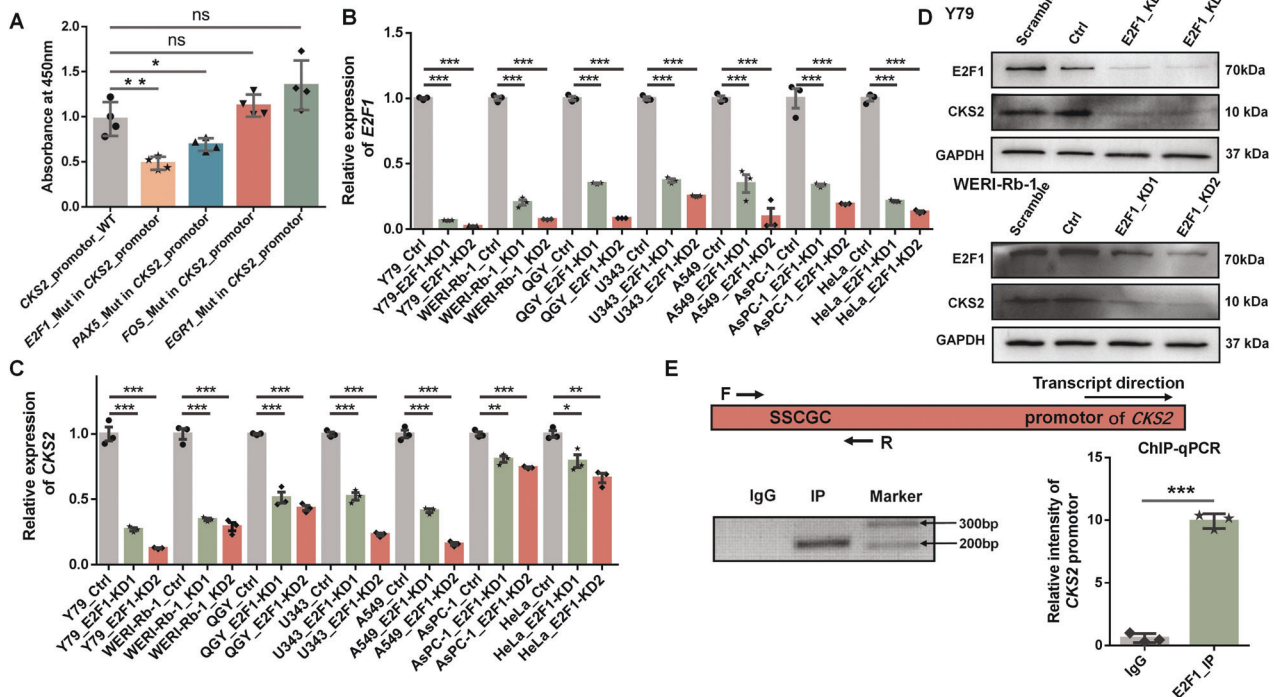 A
Absorbance at 450nm
2.0
1.5
1.0
0.5
0.0
ns
ns
*
**
CKS2_promotor_WT
E2F1_Mut in CKS2_promotor
PAX5_Mut in CKS2_promotor
FOS_Mut in CKS2_promotor
EGR1_Mut in CKS2_promotor
B
Relative expression
of E2F1
1.5
1.0
0.5
0.0
*** *** *** *** *** *** ***
*** *** *** *** *** *** ***
Y79_Ctrl
Y79-E2F1-KD1
Y79_E2F1-KD2
WERI-Rb-1_Ctrl
WERI-Rb-1_KD1
WERI-Rb-1_KD2
QGY_Ctrl
QGY_E2F1-KD1
QGY_E2F1-KD2
U343_Ctrl
U343_E2F1-KD1
U343_E2F1-KD2
A549_Ctrl
A549_E2F1-KD1
A549_E2F1-KD2
AsPC-1_Ctrl
AsPC-1_E2F1-KD1
AsPC-1_E2F1-KD2
HeLa_Ctrl
HeLa_E2F1-KD1
HeLa_E2F1-KD2
C
Relative expression
of CKS2
1.0
0.5
0.0
*** *** *** *** *** *** **
*** *** *** *** *** ** *
Y79_Ctrl
Y79_E2F1-KD1
Y79_E2F1-KD2
WERI-Rb-1_Ctrl
WERI-Rb-1_KD1
WERI-Rb-1_KD2
QGY_Ctrl
QGY_E2F1-KD1
QGY_E2F1-KD2
U343_Ctrl
U343_E2F1-KD1
U343_E2F1-KD2
A549_Ctrl
A549_E2F1-KD1
A549_E2F1-KD2
AsPC-1_Ctrl
AsPC-1_E2F1-KD1
AsPC-1_E2F1-KD2
HeLa_Ctrl
HeLa_E2F1-KD1
HeLa_E2F1-KD2
D
Y79
Scramble
Ctrl
E2F1
70kDa
CKS2
10 kDa
GAPDH
37 kDa
WERI-Rb-1
Scramble
Ctrl
E2F1_KD1
E2F1_KD2
E2F1
70kDa
CKS2
10 kDa
GAPDH
37 kDa
E
F
Transcript direction
SSCGC
promotor of CKS2
R
IgG IP Marker
300bp
200bp
ChIP-qPCR
Relative intensity of
CKS2 promotor
15
10
5
0
***
IgG
E2F1_IP